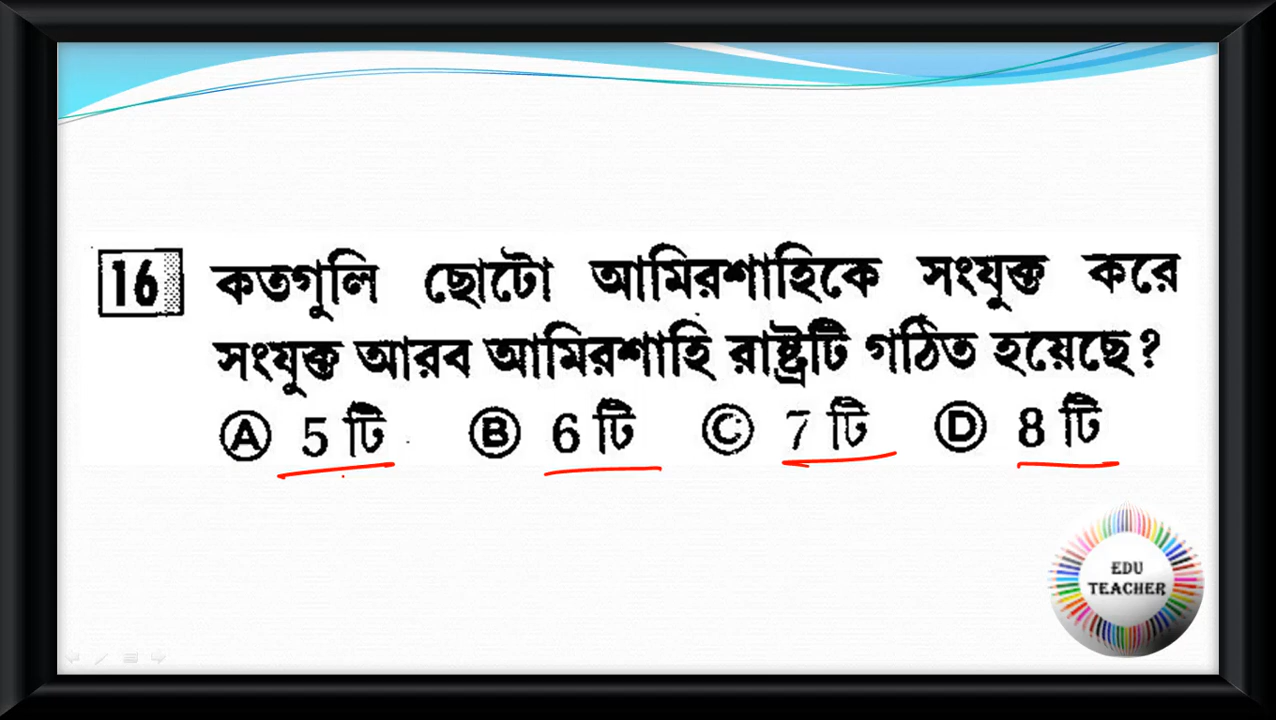 16 কতগুলি ছোটো আমিরশাহিকে সংযুক্ত করে
সংযুক্ত আরব আমিরশাহি রাষ্ট্রটি গঠিত হয়েছে?
Ⓐ 5 টি Ⓑ 6 টি Ⓒ 7 টি Ⓓ 8 টি
EDU
TEACHER